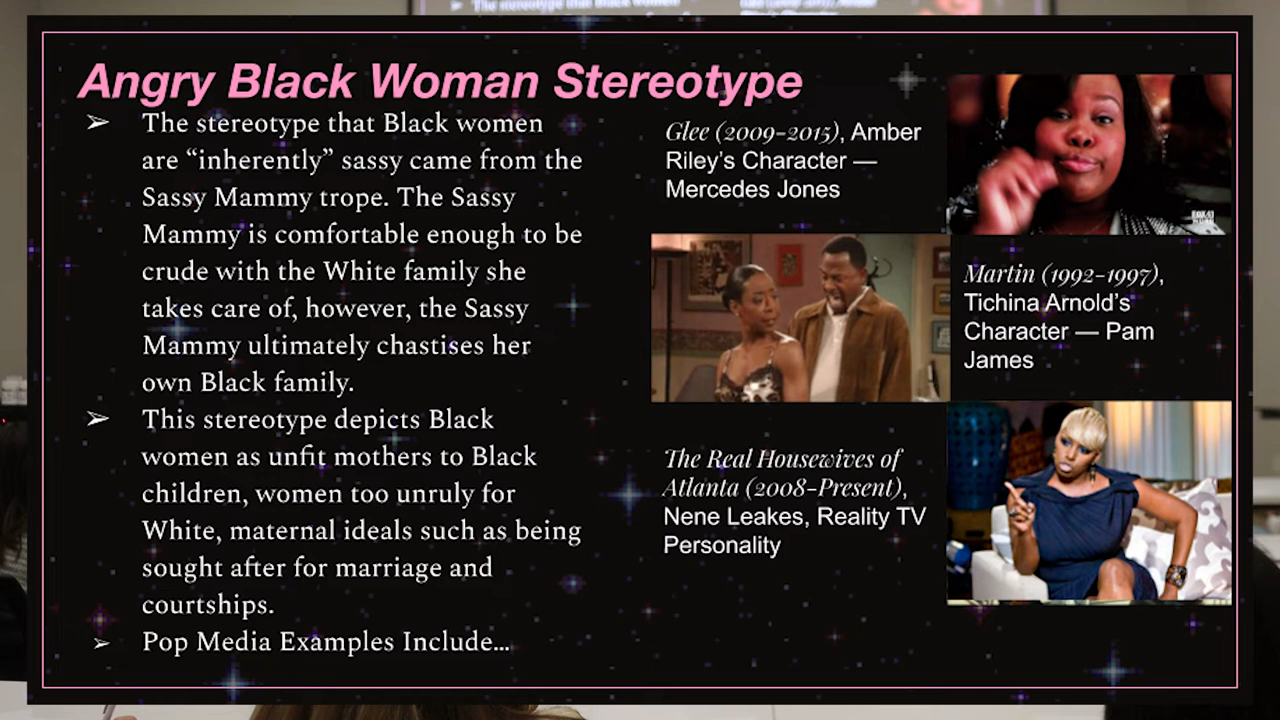 Angry Black Woman Stereotype
➢ The stereotype that Black women
are “inherently” sassy came from the
Sassy Mammy trope. The Sassy
Mammy is comfortable enough to be
crude with the White family she
takes care of, however, the Sassy
Mammy ultimately chastises her
own Black family.
➢ This stereotype depicts Black
women as unfit mothers to Black
children, women too unruly for
White, maternal ideals such as being
sought after for marriage and
courtships.
➢ Pop Media Examples Include...
Glee (2009-2015), Amber
Riley’s Character —
Mercedes Jones
Martin (1992-1997),
Tichina Arnold’s
Character — Pam
James
The Real Housewives of
Atlanta (2008-Present),
Nene Leakes, Reality TV
Personality